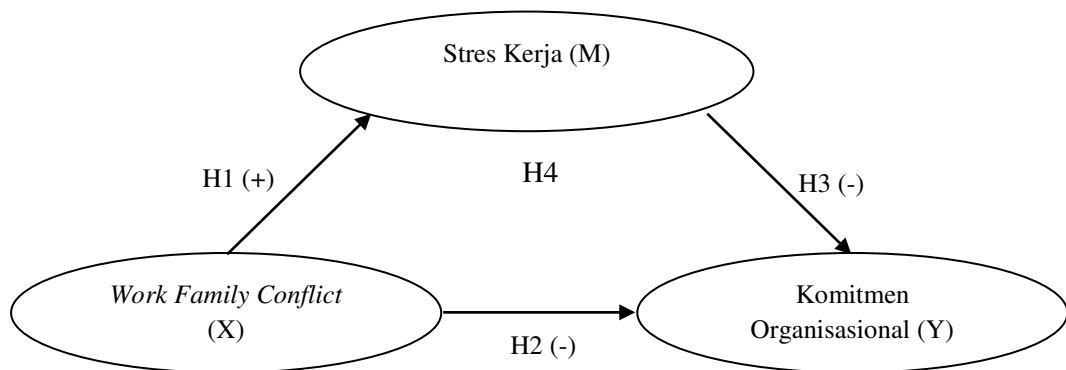 Stres Kerja (M)
H1 (+)
H4
H3 (-)
Work Family Conflict
(X)
H2 (-)
Komitmen
Organisasional (Y)